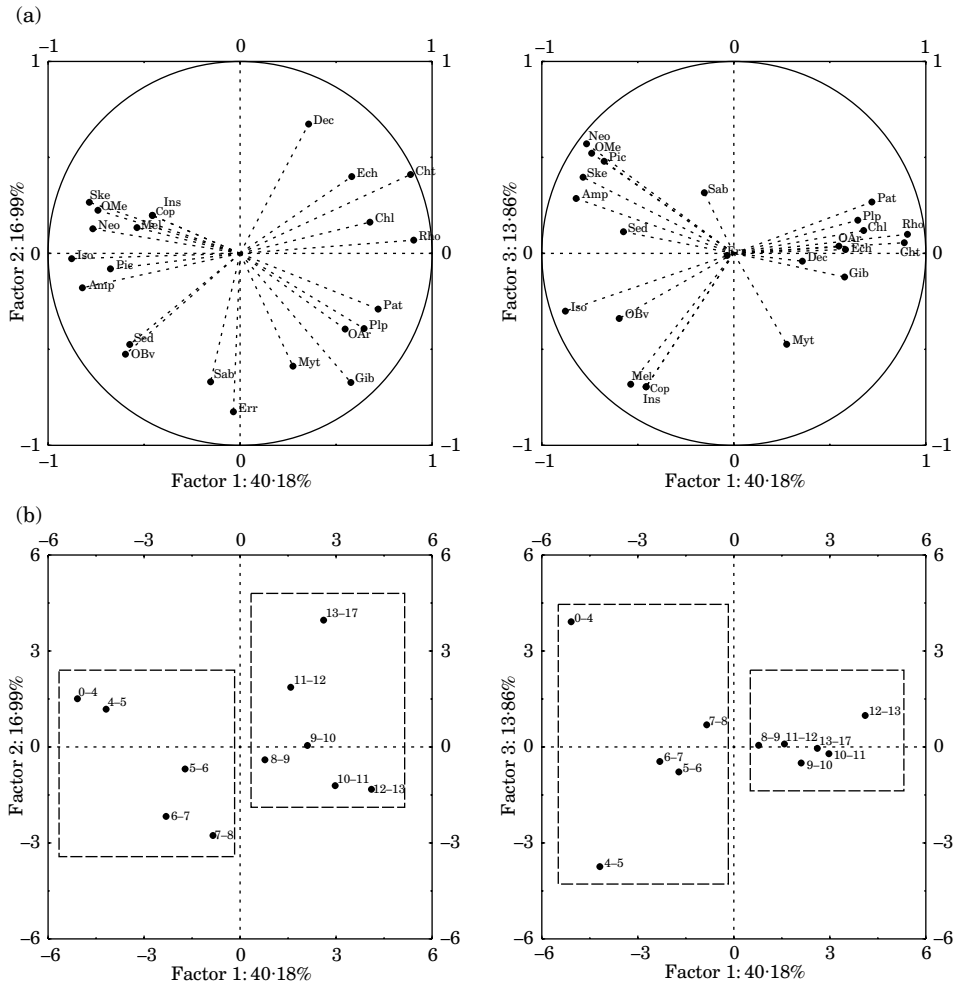 (a)
−1 0 1
−1 0 1
1 1
1 1
Factor 2: 16·99%
Factor 3: 13·86%
Dec
Ech
Cht
Ske
OMe
Ins
Cop
Neo
Mel
Chl
Rho
Iso
Pic
Amp
Pat
Plp
OAr
Sed
OBv
Sab
Myt
Gib
Err
0 0
−1 −1
−1 0 1
Factor 1: 40·18%
Neo
OMe
Pic
Ske
Amp
Sab
Sed
Pat
Plp
Chl
Rho
OAr
Ech
Cht
Err
Dec
Gib
Iso
OBv
Myt
Mel
Cop
Ins
0 0
−1 −1
−1 0 1
Factor 1: 40·18%
(b)
−6 −3 0 3 6
−6 −3 0 3 6
6 6
3 3
0 0
−3 −3
−6 −6
Factor 2: 16·99%
13–17
11–12
0–4
4–5
9–10
8–9
5–6
10–11
12–13
6–7
7–8
−6 −3 0 3 6
Factor 1: 40·18%
6 6
3 3
0 0
−3 −3
−6 −6
Factor 3: 13·86%
0–4
12–13
7–8
8–9
11–12
13–17
10–11
9–10
6–7
5–6
4–5
−6 −3 0 3 6
Factor 1: 40·18%